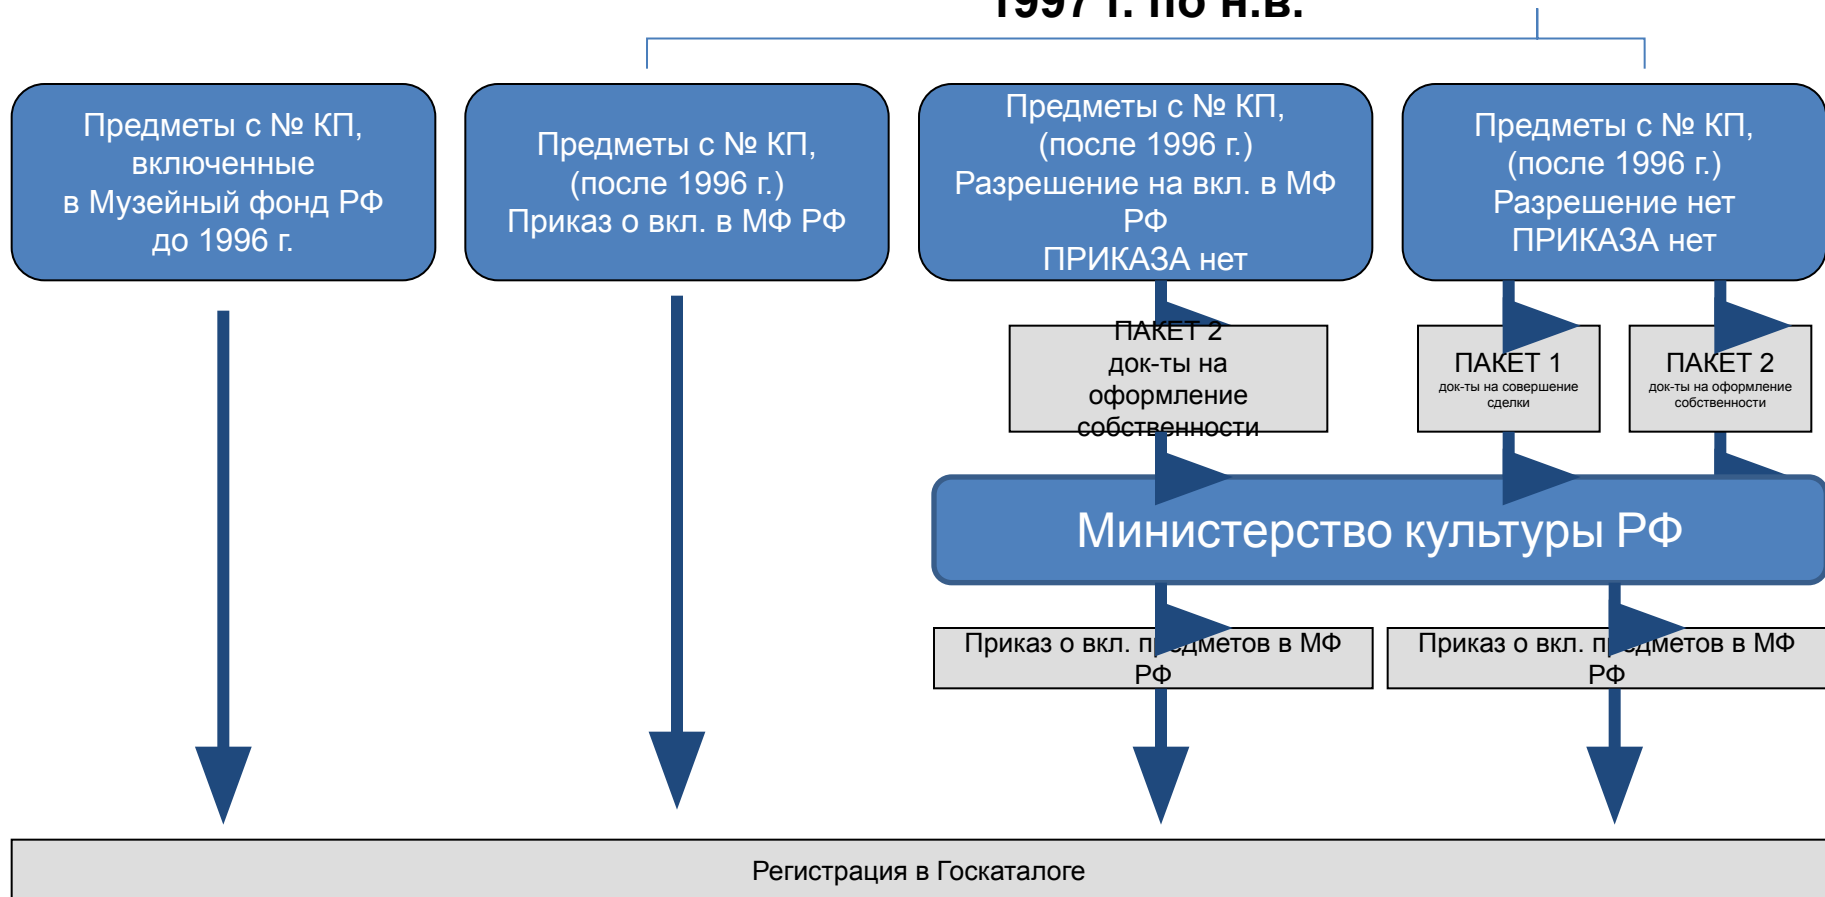 1997 г. по н.в.
Предметы с № КП,
включенные
в Музейный фонд РФ
до 1996 г.
Предметы с № КП,
(после 1996 г.)
Приказ о вкл. в МФ РФ
Предметы с № КП,
(после 1996 г.)
Разрешение на вкл. в МФ
РФ
ПРИКАЗА нет
Предметы с № КП,
(после 1996 г.)
Разрешение нет
ПРИКАЗА нет
ПАКЕТ 2
док-ты на
оформление
собственности
ПАКЕТ 1
док-ты на совершение
сделки
ПАКЕТ 2
док-ты на оформление
собственности
Министерство культуры РФ
Приказ о вкл. предметов в МФ
РФ
Приказ о вкл. предметов в МФ
РФ
Регистрация в Госкаталоге